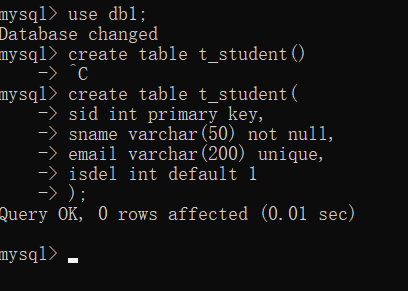 mysql> use db1;
Database changed
mysql> create table t_student()
    -> ^C
mysql> create table t_student(
    -> sid int primary key,
    -> sname varchar(50) not null,
    -> email varchar(200) unique,
    -> isdel int default 1
    -> );
Query OK, 0 rows affected (0.01 sec)
mysql>